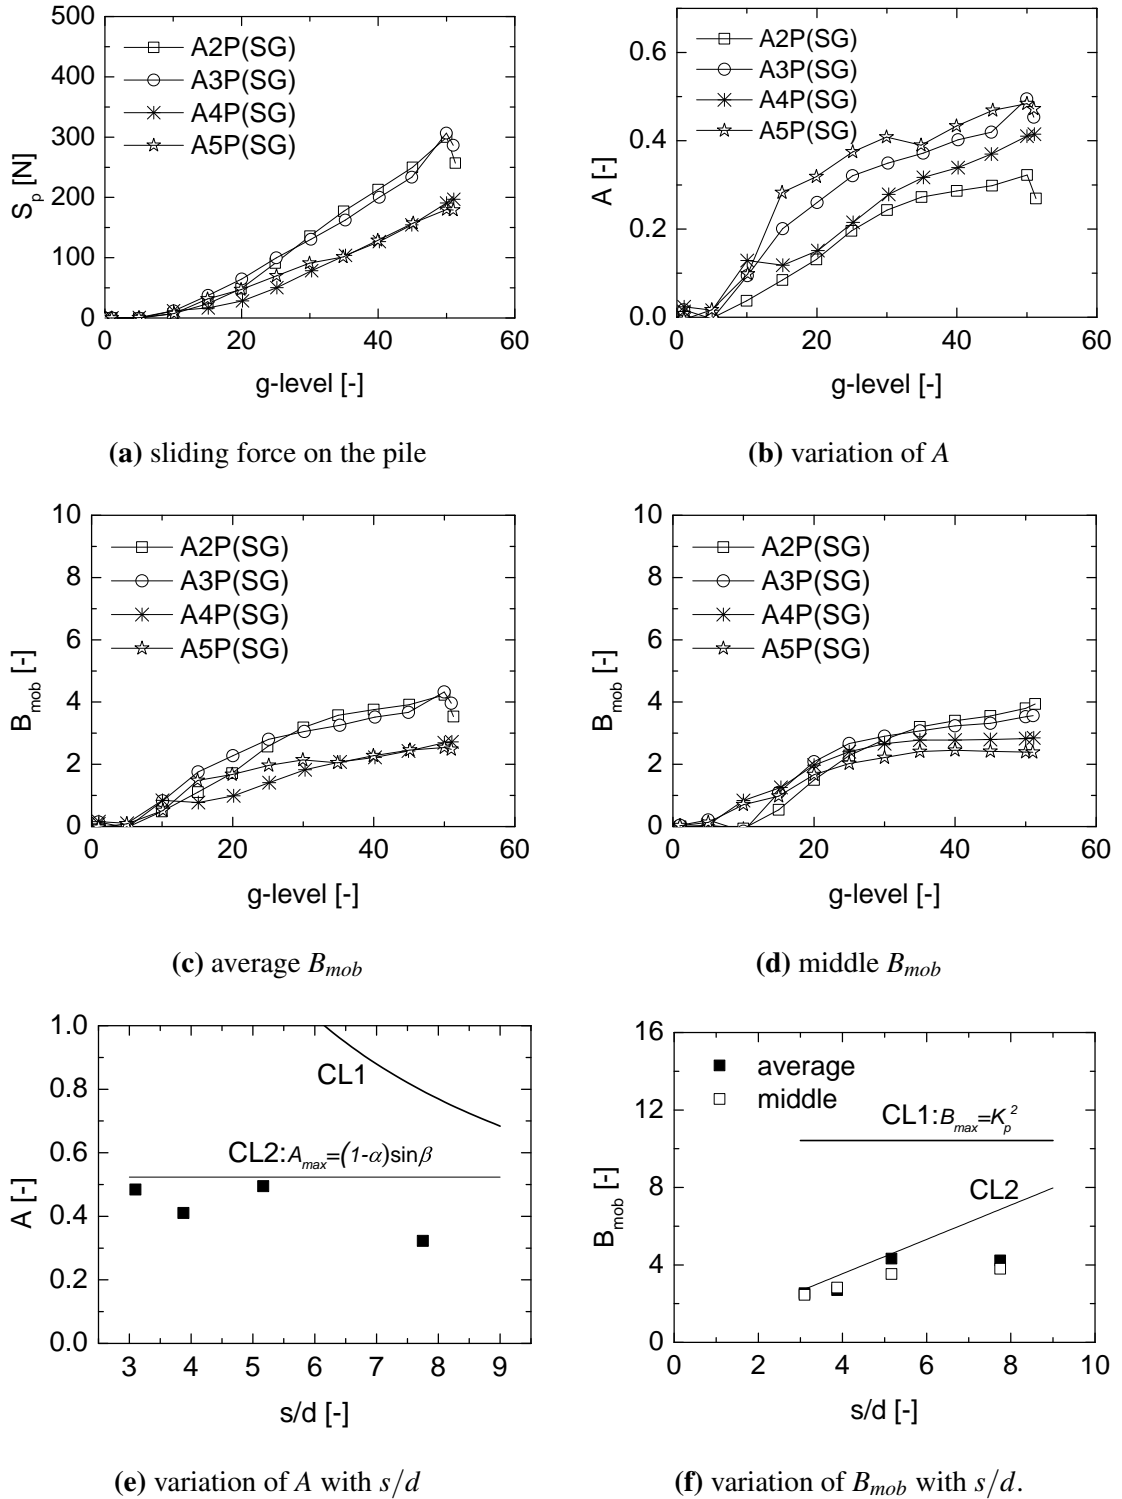 500
400
300
200
100
0
S_p [N]
A2P(SG)
A3P(SG)
A4P(SG)
A5P(SG)
0 20 40 60
g-level [-]
(a) sliding force on the pile
0.6
0.4
0.2
0.0
A [-]
A2P(SG)
A3P(SG)
A4P(SG)
A5P(SG)
0 20 40 60
g-level [-]
(b) variation of A
10
8
6
4
2
0
B_mob [-]
A2P(SG)
A3P(SG)
A4P(SG)
A5P(SG)
0 20 40 60
g-level [-]
(c) average B_mob
10
8
6
4
2
0
B_mob [-]
A2P(SG)
A3P(SG)
A4P(SG)
A5P(SG)
0 20 40 60
g-level [-]
(d) middle B_mob
1.0
0.8
0.6
0.4
0.2
0.0
A [-]
CL1
CL2: A_max=(1-α)sinβ
3 4 5 6 7 8 9
s/d [-]
(e) variation of A with s/d
16
12
8
4
0
B_mob [-]
average
middle
CL1: B_max=K_p^2
CL2
0 2 4 6 8 10
s/d [-]
(f) variation of B_mob with s/d.